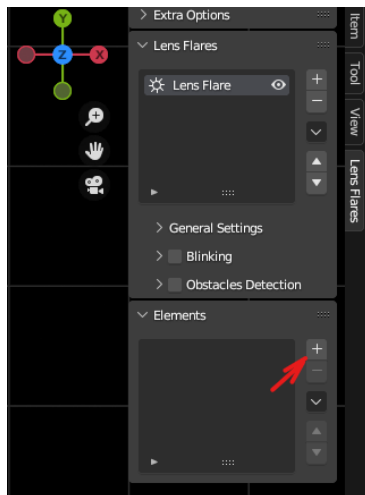 Extra Options
Lens Flares
Lens Flare
General Settings
Blinking
Obstacles Detection
Elements
Y
Z
X
Item
Tool
View
Lens Flares